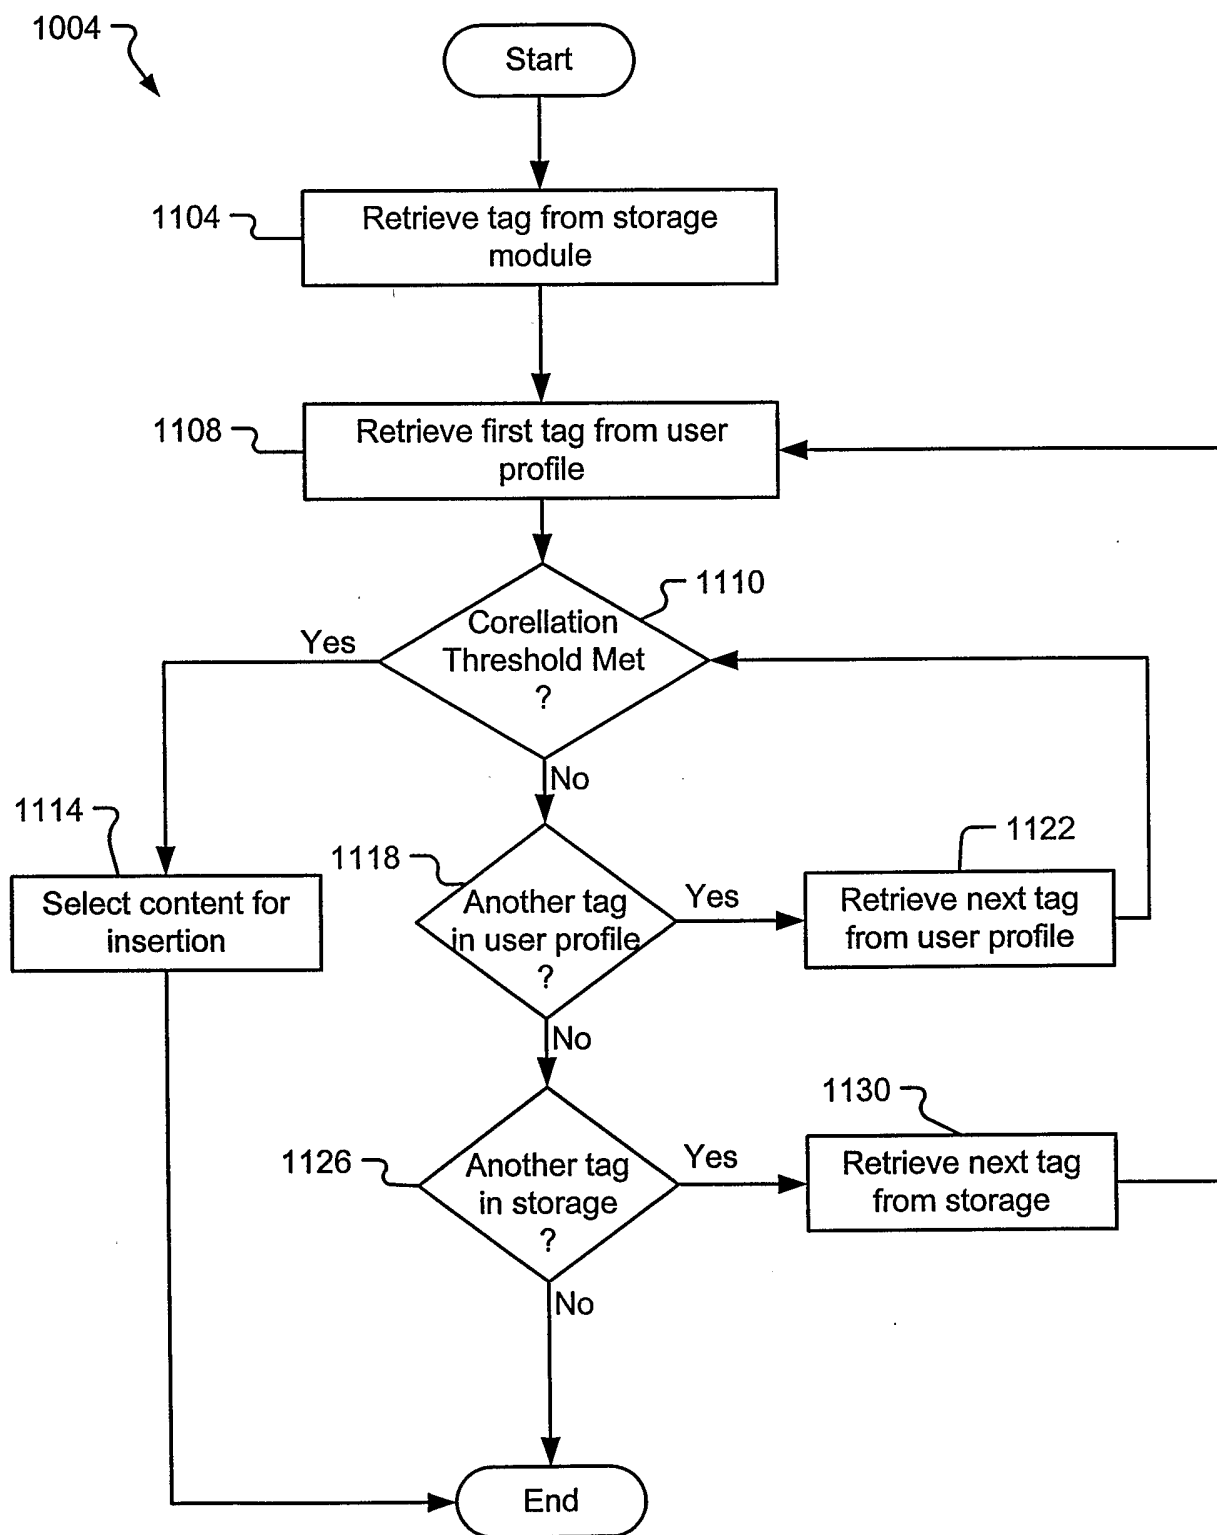 1004
Start
1104
Retrieve tag from storage
module
1108
Retrieve first tag from user
profile
1110
Corellation
Threshold Met
?
Yes
No
1114
Select content for
insertion
1118
Another tag
in user profile
?
Yes
1122
Retrieve next tag
from user profile
No
1126
Another tag
in storage
?
Yes
1130
Retrieve next tag
from storage
No
End